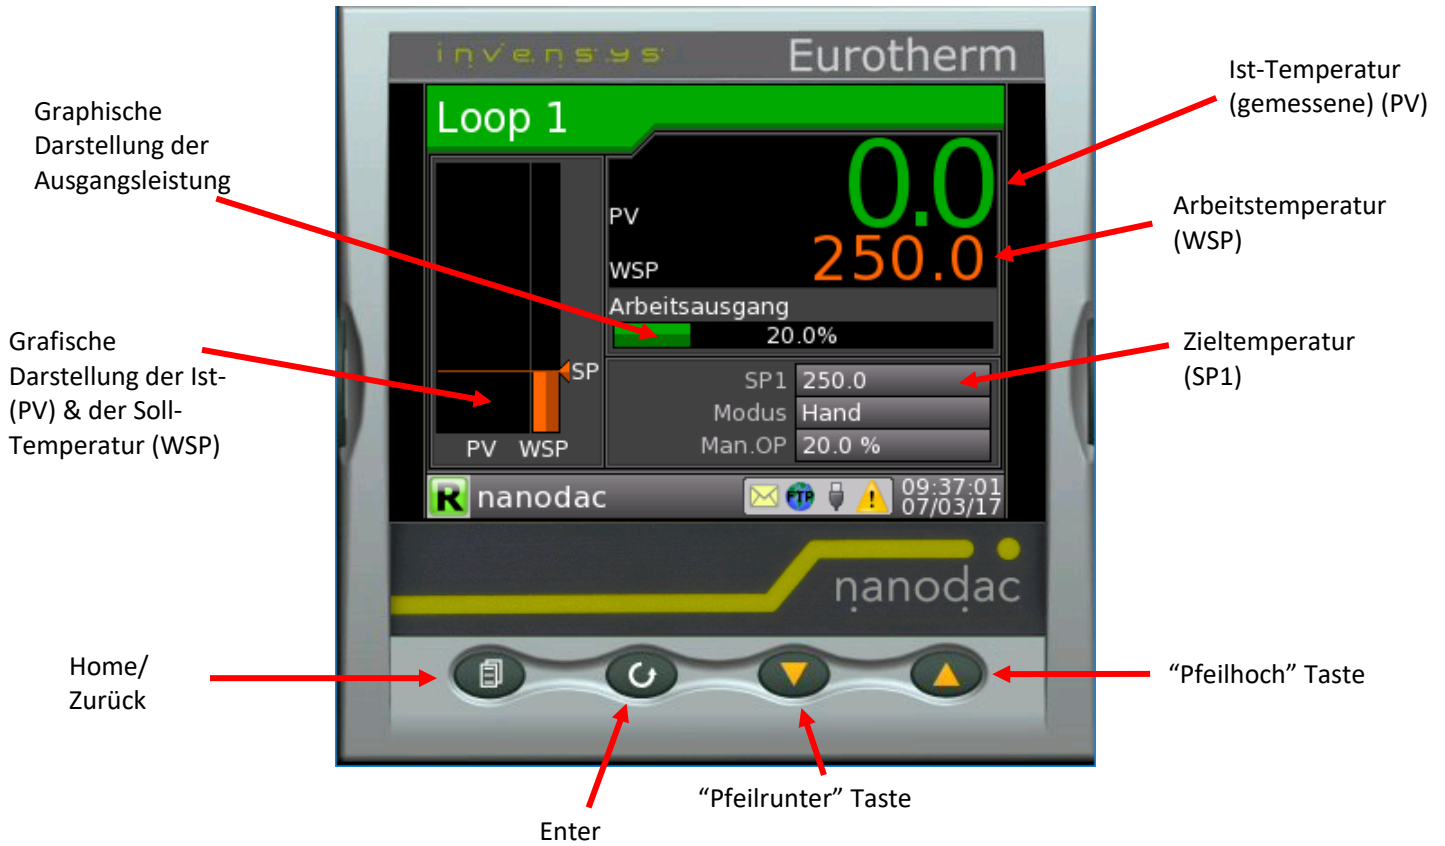 invensys
Eurotherm
Ist-Temperatur
(gemessene) (PV)
Graphische
Darstellung der
Ausgangsleistung
Loop 1
0.0
PV
Arbeitstemperatur
(WSP)
250.0
WSP
Arbeitsausgang
20.0%
Grafische
Darstellung der Ist-
(PV) & der Soll-
Temperatur (WSP)
Zieltemperatur
(SP1)
SP
SP1 250.0
Modus Hand
Man.OP 20.0 %
PV WSP
R nanodac
FTP
09:37:01
07/03/17
nanodac
Home/
Zurück
“Pfeilhoch” Taste
“Pfeilrunter” Taste
Enter